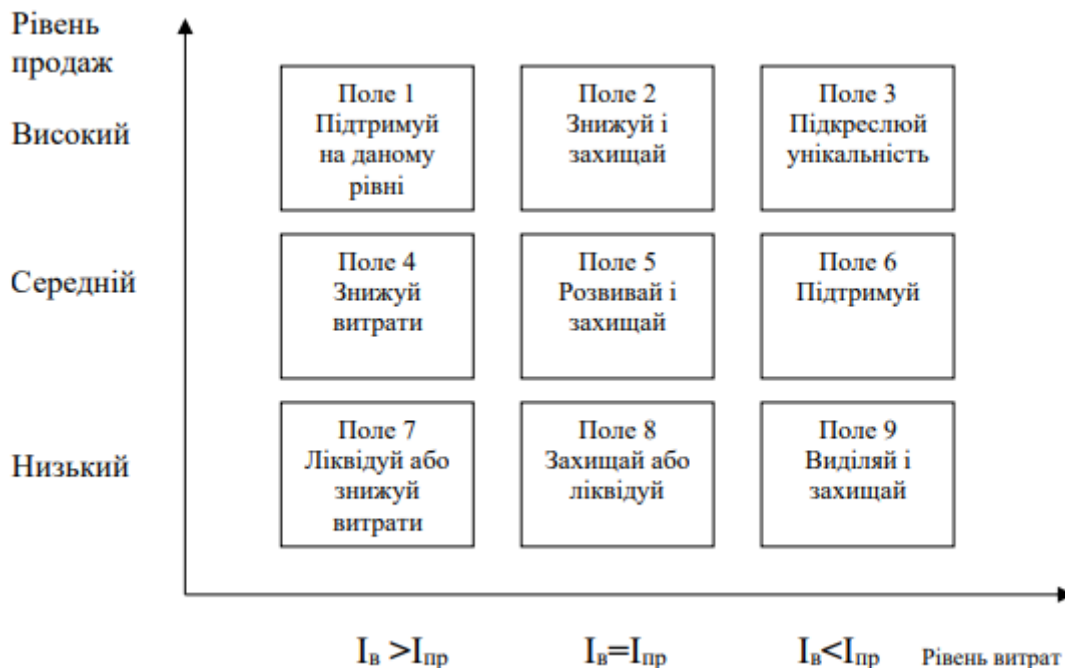 Рівень
продаж
Високий
Поле 1
Підтримуй
на даному
рівні
Поле 2
Знижуй і
захищай
Поле 3
Підкреслюй
унікальність
Середній
Поле 4
Знижуй
витрати
Поле 5
Розвивай і
захищай
Поле 6
Підтримуй
Низький
Поле 7
Ліквідуй або
знижуй
витрати
Поле 8
Захищай або
ліквідуй
Поле 9
Виділяй і
захищай
Iв >Iпр
Iв=Iпр
Iв<Iпр
Рівень витрат